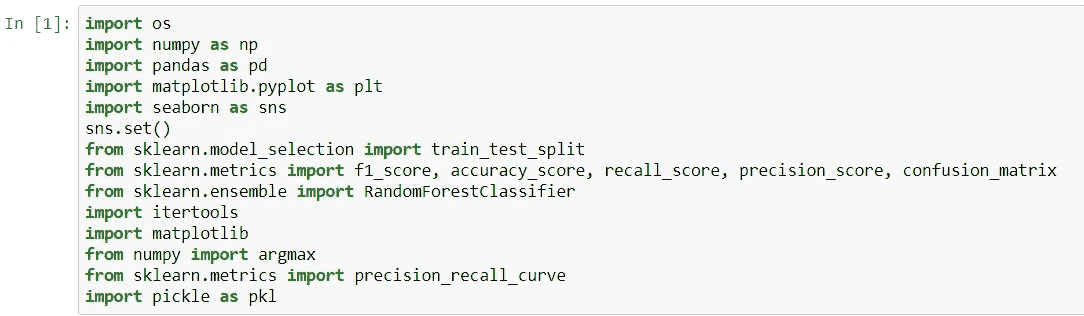 In [1]: import os
import numpy as np
import pandas as pd
import matplotlib.pyplot as plt
import seaborn as sns
sns.set()
from sklearn.model_selection import train_test_split
from sklearn.metrics import f1_score, accuracy_score, recall_score, precision_score, confusion_matrix
from sklearn.ensemble import RandomForestClassifier
import itertools
import matplotlib
from numpy import argmax
from sklearn.metrics import precision_recall_curve
import pickle as pkl